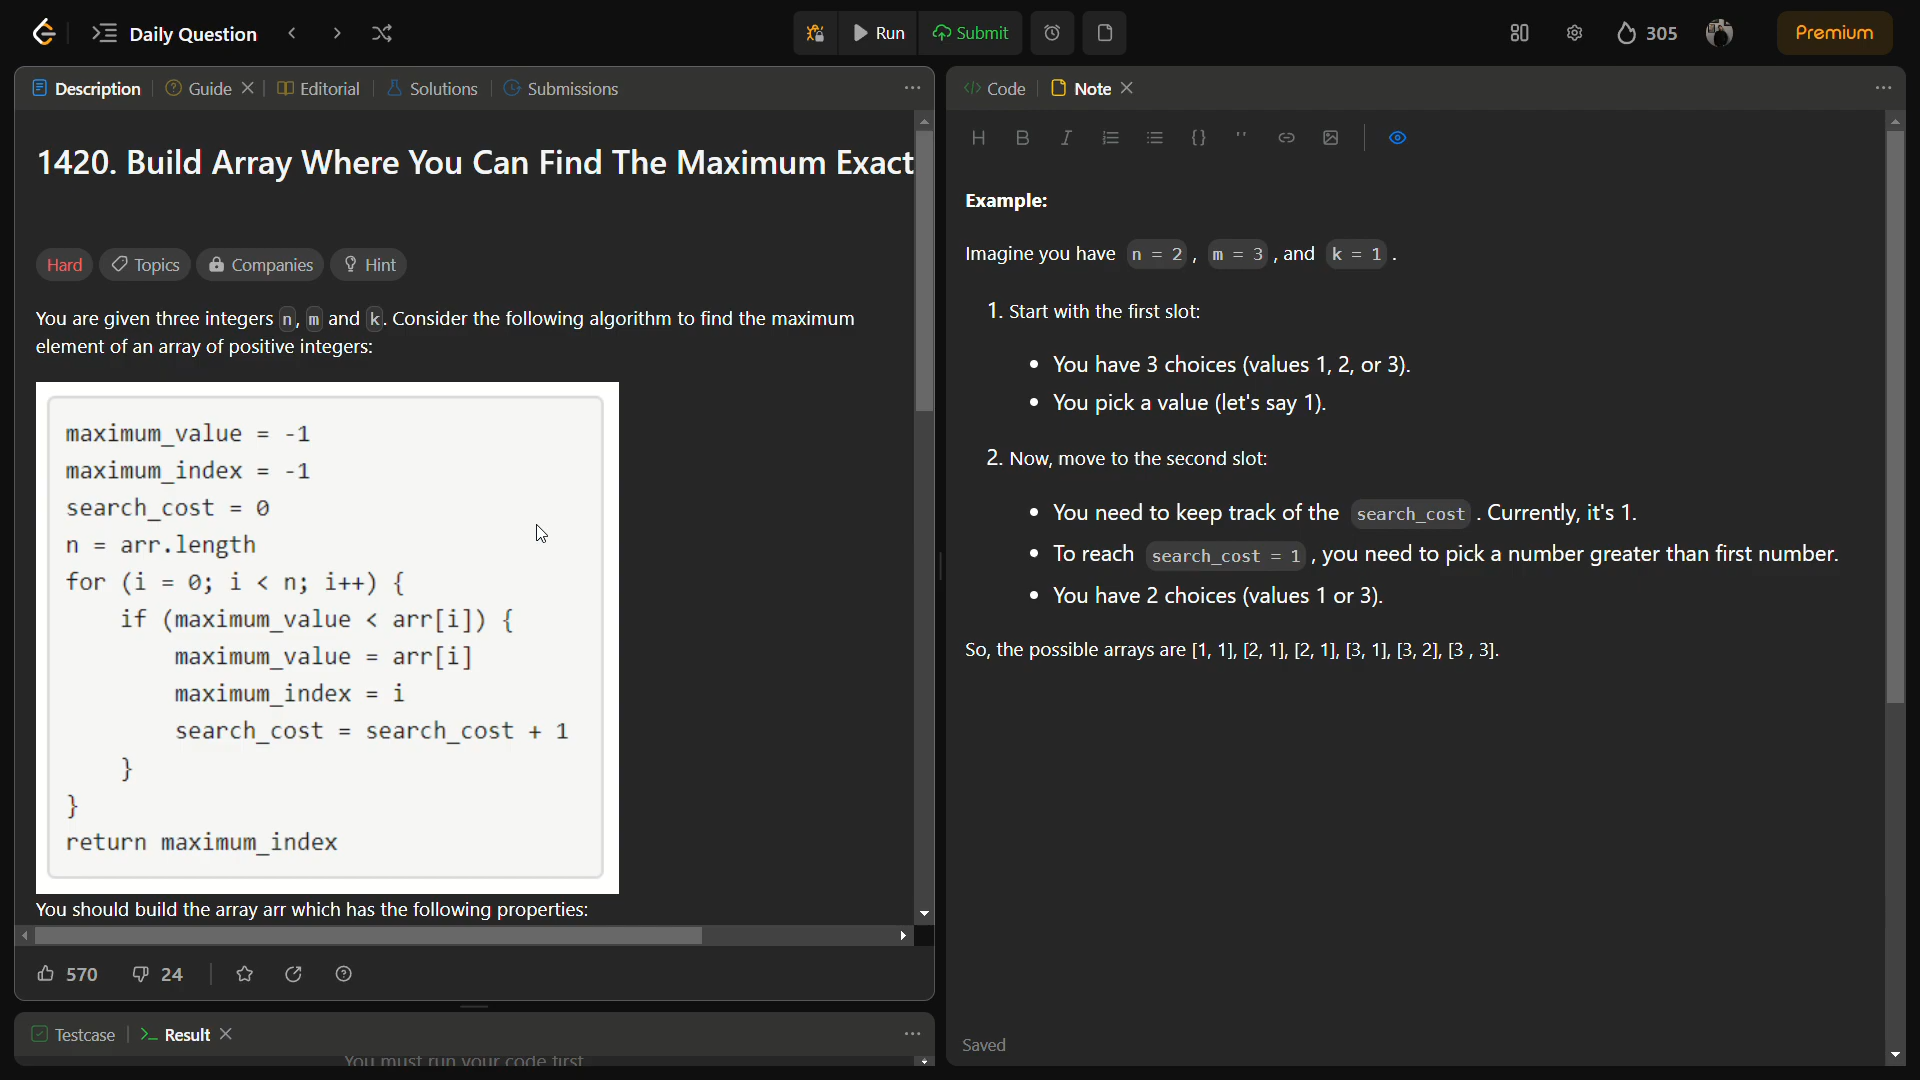 Daily Question
Run
Submit
305
Premium
Description
Guide
Editorial
Solutions
Submissions
1420. Build Array Where You Can Find The Maximum Exact
Hard
Topics
Companies
Hint
You are given three integers n, m and k. Consider the following algorithm to find the maximum
element of an array of positive integers:
maximum_value = -1
maximum_index = -1
search_cost = 0
n = arr.length
for (i = 0; i < n; i++) {
if (maximum_value < arr[i]) {
maximum_value = arr[i]
maximum_index = i
search_cost = search_cost + 1
}
}
return maximum_index
You should build the array arr which has the following properties:
570
24
Testcase
Result
You must run your code first
Code
Note
H B I {} "
Example:
Imagine you have n = 2 , m = 3 , and k = 1 .
1. Start with the first slot:
• You have 3 choices (values 1, 2, or 3).
• You pick a value (let's say 1).
2. Now, move to the second slot:
• You need to keep track of the search_cost . Currently, it's 1.
• To reach search_cost = 1 , you need to pick a number greater than first number.
• You have 2 choices (values 1 or 3).
So, the possible arrays are [1, 1], [2, 1], [2, 1], [3, 1], [3, 2], [3 , 3].
Saved